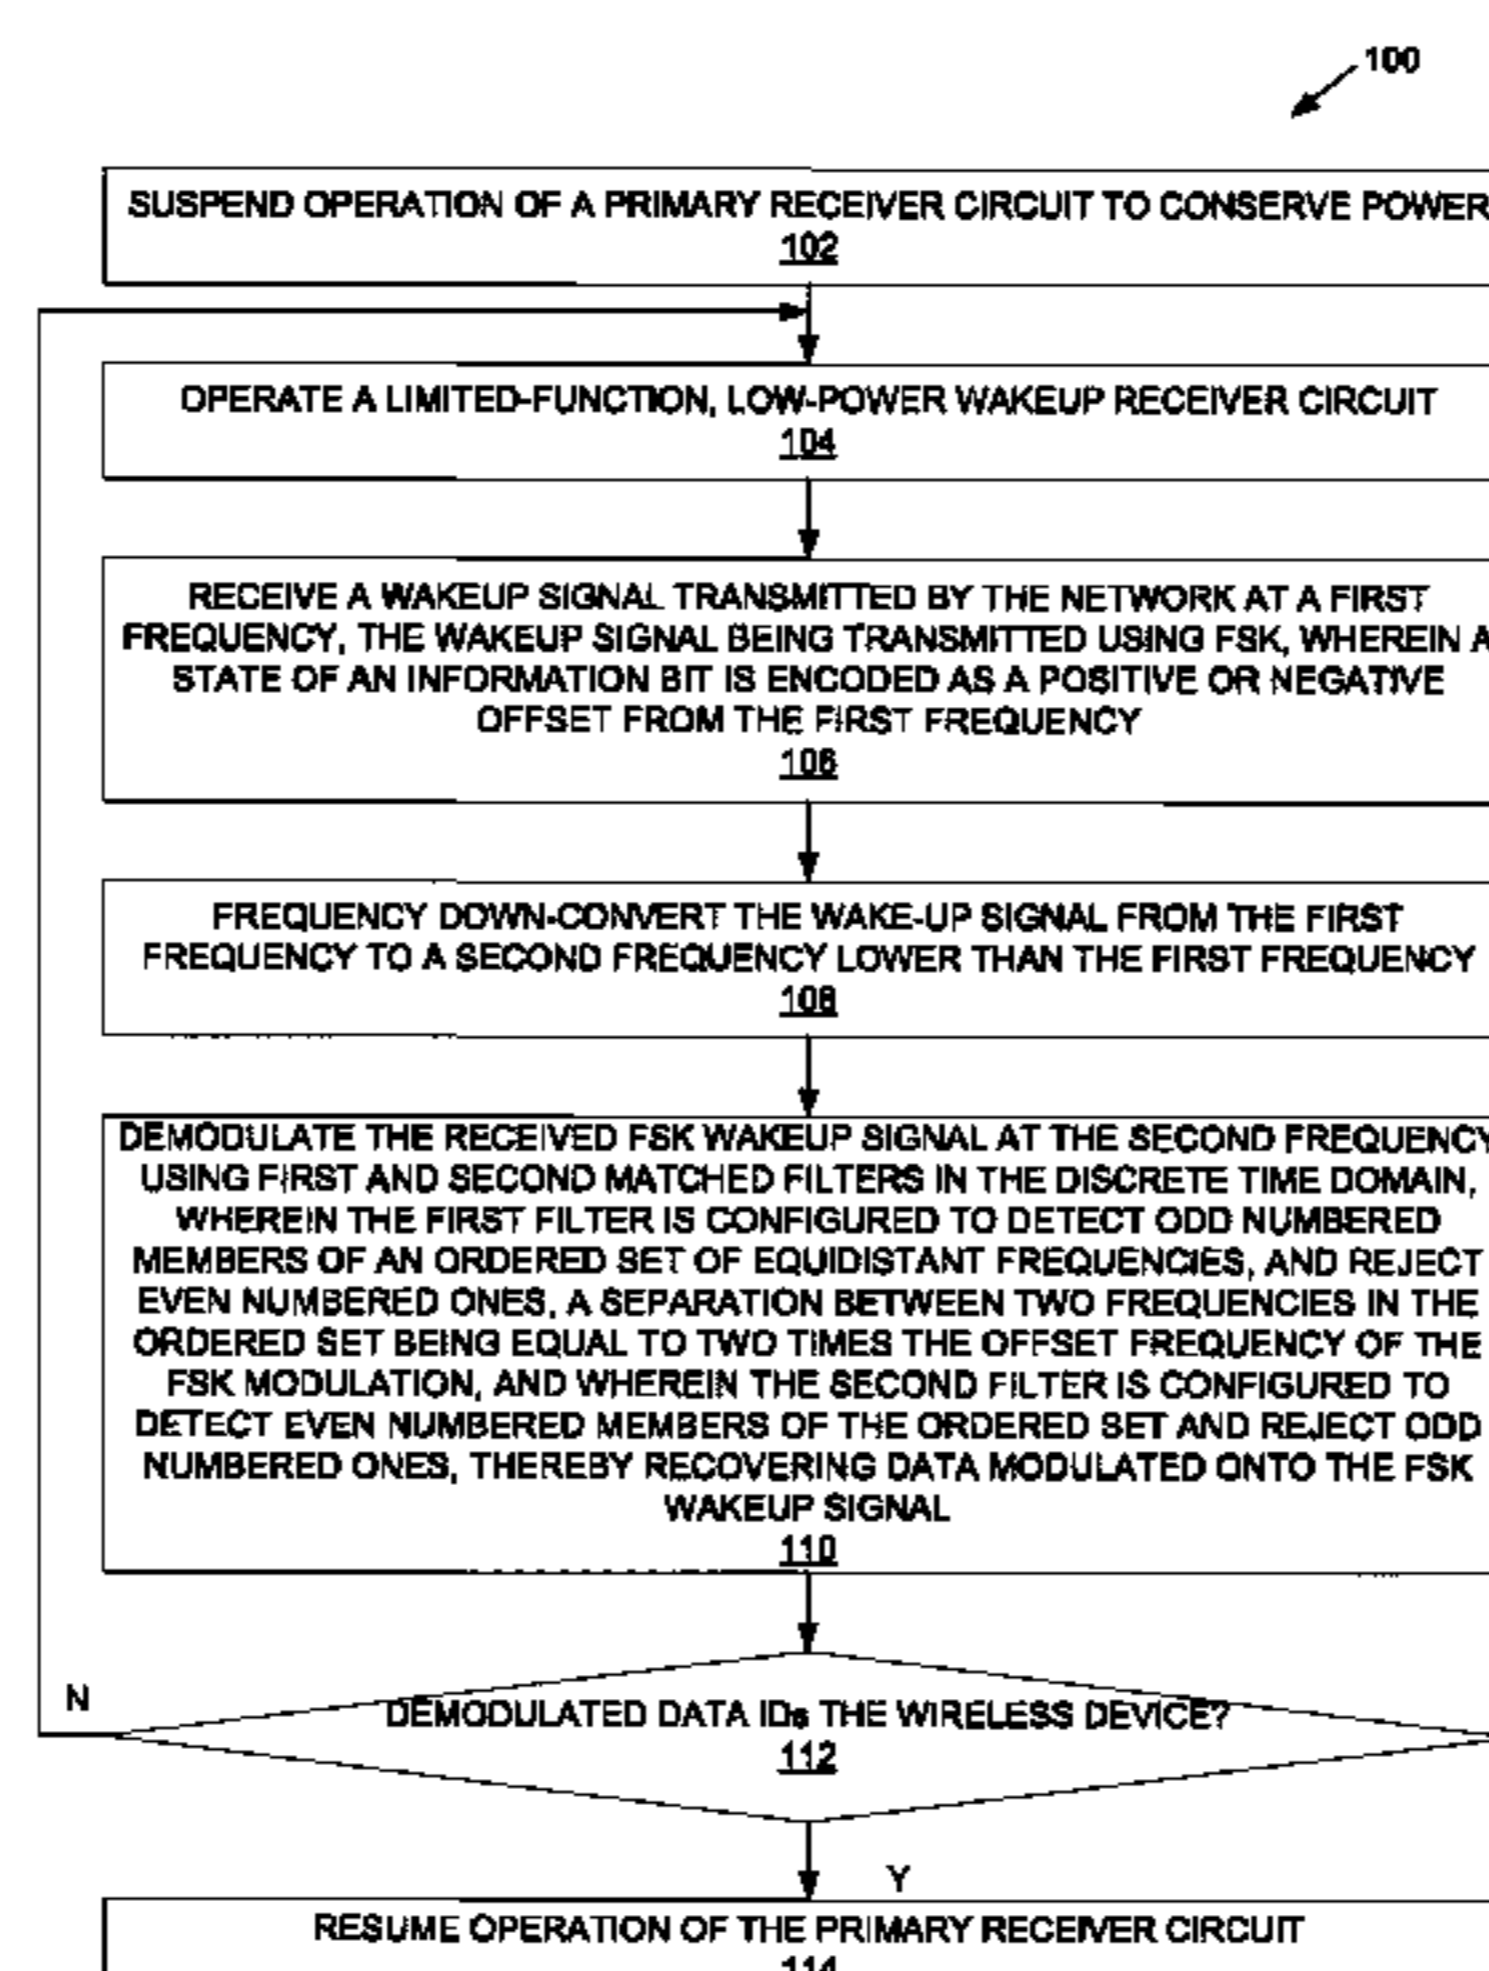 100
SUSPEND OPERATION OF A PRIMARY RECEIVER CIRCUIT TO CONSERVE POWER
102
OPERATE A LIMITED-FUNCTION, LOW-POWER WAKEUP RECEIVER CIRCUIT
104
RECEIVE A WAKEUP SIGNAL TRANSMITTED BY THE NETWORK AT A FIRST
FREQUENCY, THE WAKEUP SIGNAL BEING TRANSMITTED USING FSK, WHEREIN A
STATE OF AN INFORMATION BIT IS ENCODED AS A POSITIVE OR NEGATIVE
OFFSET FROM THE FIRST FREQUENCY
106
FREQUENCY DOWN-CONVERT THE WAKE-UP SIGNAL FROM THE FIRST
FREQUENCY TO A SECOND FREQUENCY LOWER THAN THE FIRST FREQUENCY
108
DEMODULATE THE RECEIVED FSK WAKEUP SIGNAL AT THE SECOND FREQUENCY
USING FIRST AND SECOND MATCHED FILTERS IN THE DISCRETE TIME DOMAIN,
WHEREIN THE FIRST FILTER IS CONFIGURED TO DETECT ODD NUMBERED
MEMBERS OF AN ORDERED SET OF EQUIDISTANT FREQUENCIES, AND REJECT
EVEN NUMBERED ONES, A SEPARATION BETWEEN TWO FREQUENCIES IN THE
ORDERED SET BEING EQUAL TO TWO TIMES THE OFFSET FREQUENCY OF THE
FSK MODULATION, AND WHEREIN THE SECOND FILTER IS CONFIGURED TO
DETECT EVEN NUMBERED MEMBERS OF THE ORDERED SET AND REJECT ODD
NUMBERED ONES, THEREBY RECOVERING DATA MODULATED ONTO THE FSK
WAKEUP SIGNAL
110
N
DEMODULATED DATA IDs THE WIRELESS DEVICE?
112
Y
RESUME OPERATION OF THE PRIMARY RECEIVER CIRCUIT
114